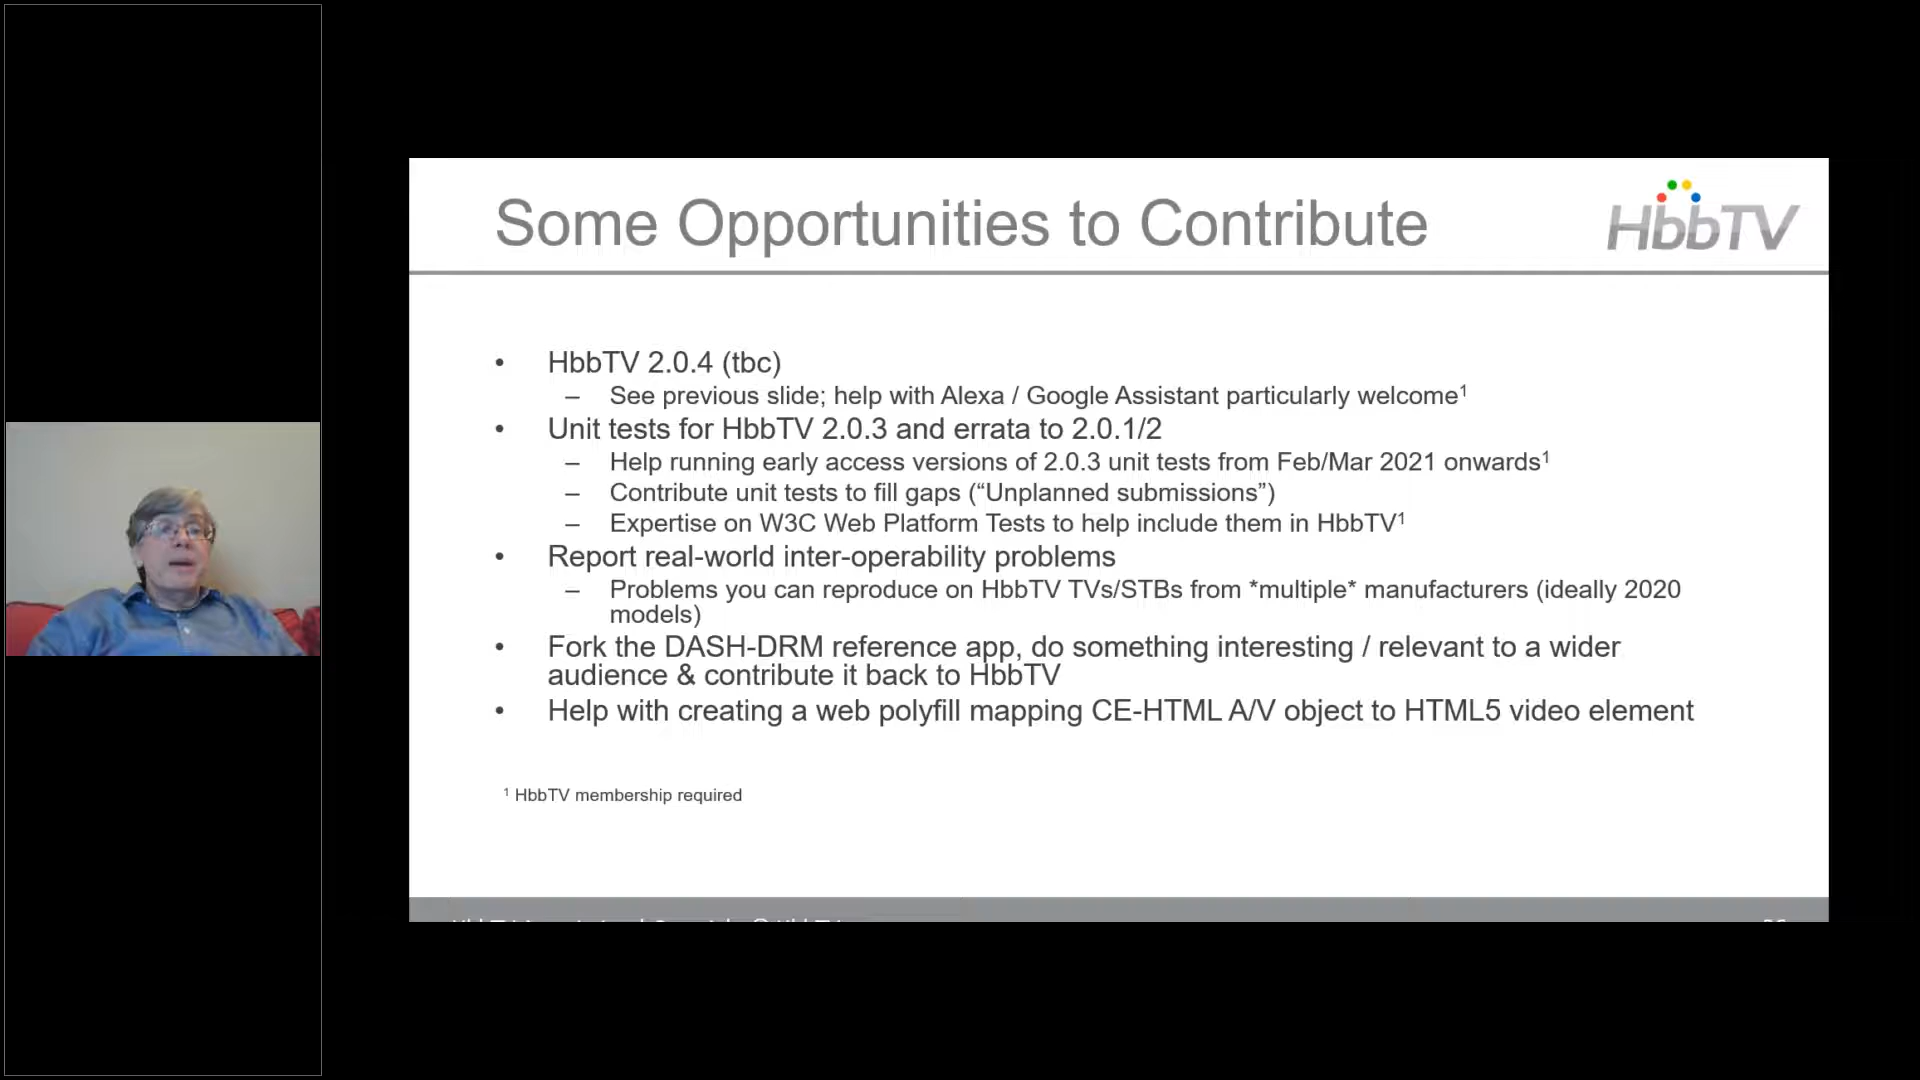 Some Opportunities to Contribute
HbbTV
• HbbTV 2.0.4 (tbc)
– See previous slide; help with Alexa / Google Assistant particularly welcome¹
• Unit tests for HbbTV 2.0.3 and errata to 2.0.1/2
– Help running early access versions of 2.0.3 unit tests from Feb/Mar 2021 onwards¹
– Contribute unit tests to fill gaps (“Unplanned submissions”)
– Expertise on W3C Web Platform Tests to help include them in HbbTV¹
• Report real-world inter-operability problems
– Problems you can reproduce on HbbTV TVs/STBs from *multiple* manufacturers (ideally 2020
models)
• Fork the DASH-DRM reference app, do something interesting / relevant to a wider
audience & contribute it back to HbbTV
• Help with creating a web polyfill mapping CE-HTML A/V object to HTML5 video element
¹ HbbTV membership required